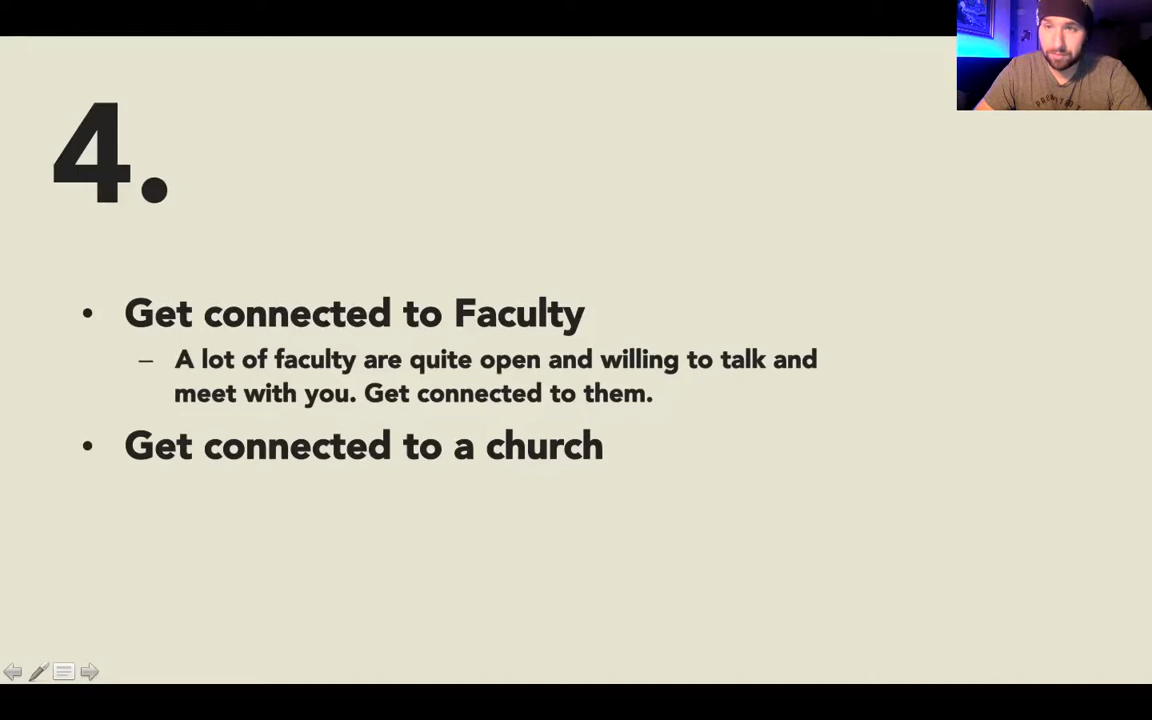 4.
• Get connected to Faculty
– A lot of faculty are quite open and willing to talk and
meet with you. Get connected to them.
• Get connected to a church